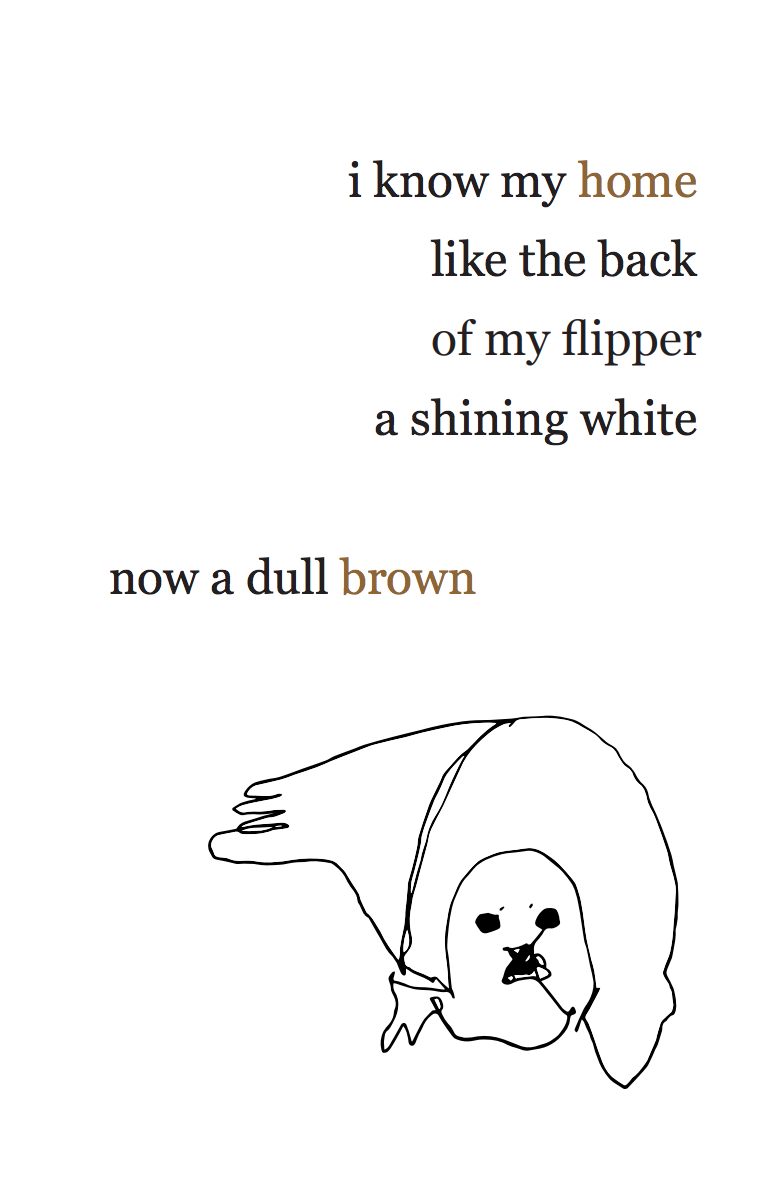 i know my home
like the back
of my flipper
a shining white
now a dull brown